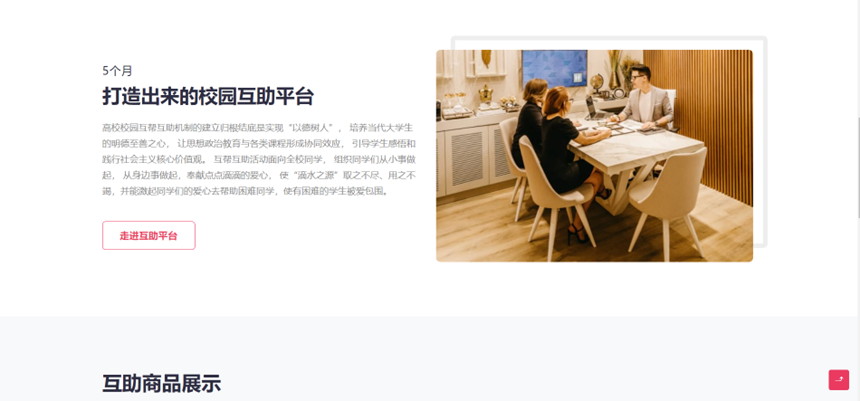 5个月
打造出来的校园互助平台
高校校园互帮互助机制的建立归根结底是实现“以德树人”， 培养当代大学生
的明德至善之心， 让思想政治教育与各类课程形成协同效应， 引导学生感悟和
践行社会主义核心价值观。 互帮互助活动面向全校同学， 组织同学们从小事做
起， 从身边事做起，奉献点点滴滴的爱心， 使“滴水之源”取之不尽、用之不
竭，并能激起同学们的爱心去帮助困难同学，使有困难的学生被爱包围。
走进互助平台
互助商品展示